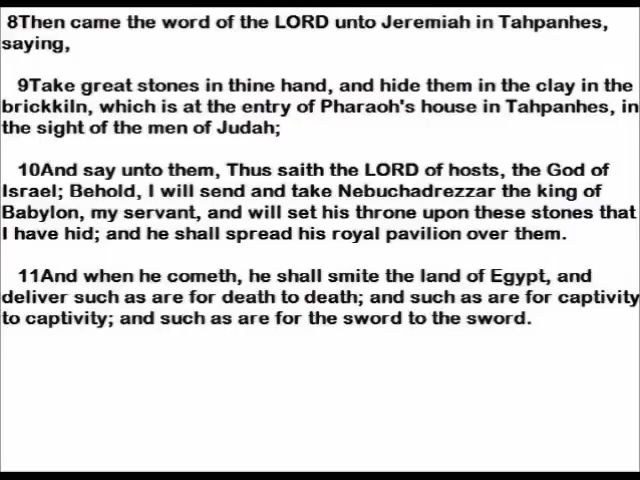 8Then came the word of the LORD unto Jeremiah in Tahpanhes,
saying,
9Take great stones in thine hand, and hide them in the clay in the
brickkiln, which is at the entry of Pharaoh's house in Tahpanhes, in
the sight of the men of Judah;
10And say unto them, Thus saith the LORD of hosts, the God of
Israel; Behold, I will send and take Nebuchadrezzar the king of
Babylon, my servant, and will set his throne upon these stones that
I have hid; and he shall spread his royal pavilion over them.
11And when he cometh, he shall smite the land of Egypt, and
deliver such as are for death to death; and such as are for captivity
to captivity; and such as are for the sword to the sword.